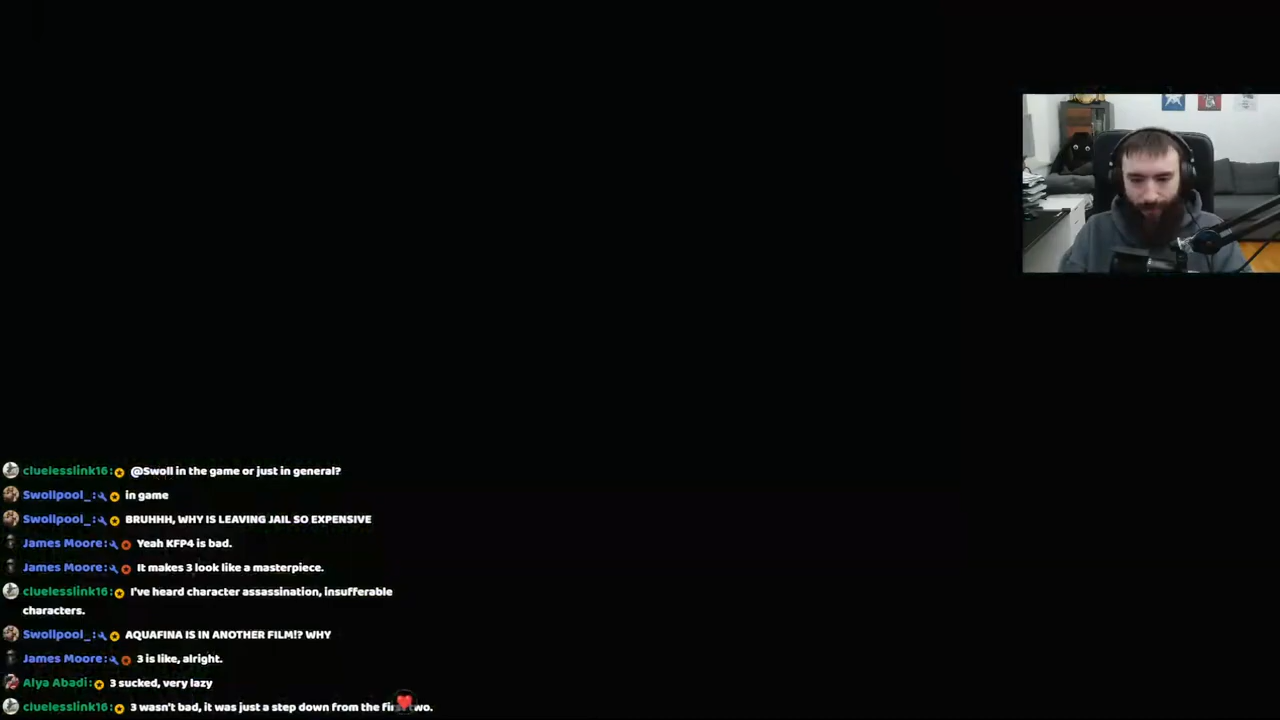 cluelesslink16: @Swoll in the game or just in general?
Swollpool_: in game
Swollpool_: BRUHHH, WHY IS LEAVING JAIL SO EXPENSIVE
James Moore: Yeah KFP4 is bad.
James Moore: It makes 3 look like a masterpiece.
cluelesslink16: I've heard character assassination, insufferable
characters.
Swollpool_: AQUAFINA IS IN ANOTHER FILM!? WHY
James Moore: 3 is like, alright.
Alya Abadi: 3 sucked, very lazy
cluelesslink16: 3 wasn't bad, it was just a step down from the first two.